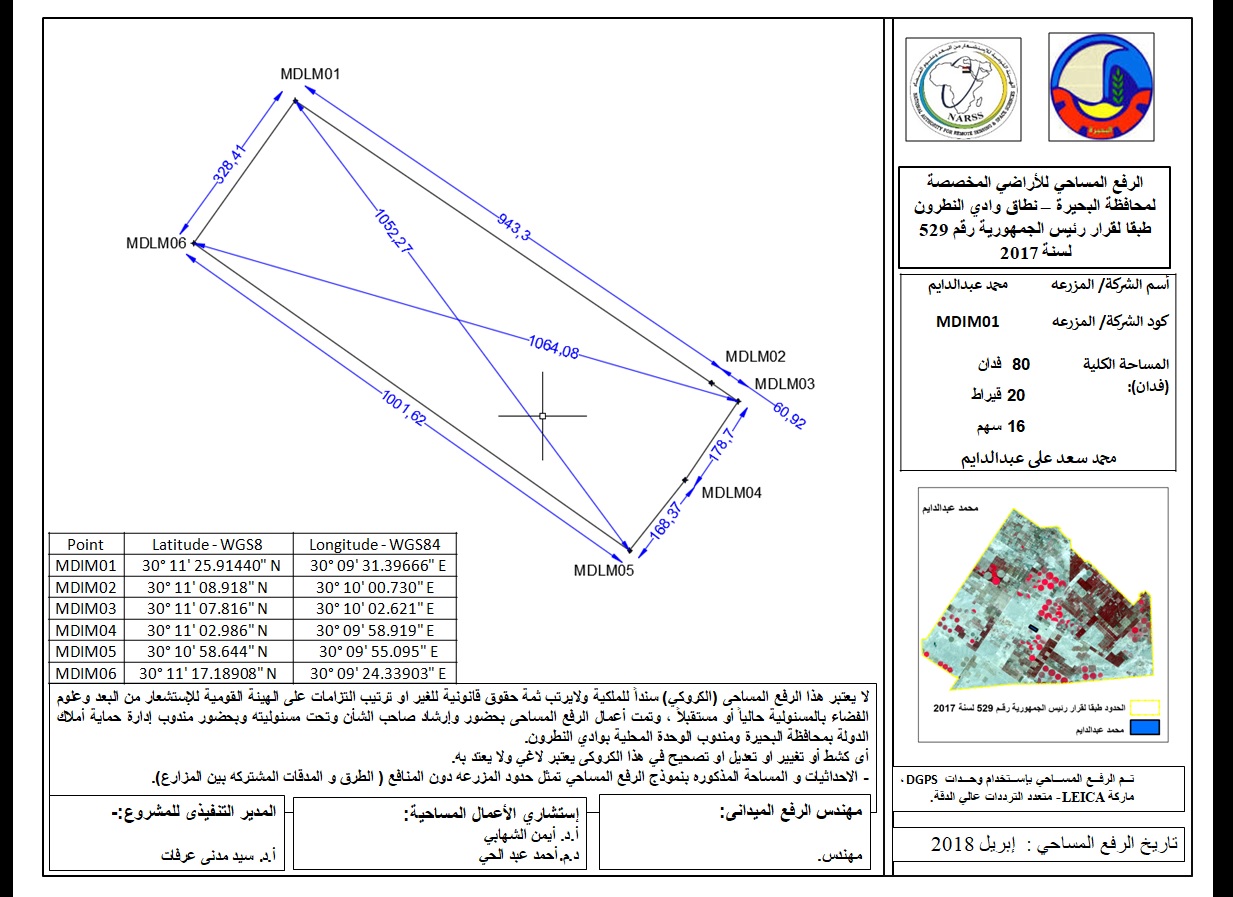 MDLM01
328,41
943,3
1052,27
MDLM06
1064,08
MDLM02
MDLM03
60,92
1001,62
178,7
MDLM04
168,37
MDLM05
Point Latitude - WGS8 Longitude - WGS84
MDIM01 30° 11' 25.91440" N 30° 09' 31.39666" E
MDIM02 30° 11' 08.918" N 30° 10' 00.730" E
MDIM03 30° 11' 07.816" N 30° 10' 02.621" E
MDIM04 30° 11' 02.986" N 30° 09' 58.919" E
MDIM05 30° 10' 58.644" N 30° 09' 55.095" E
MDIM06 30° 11' 17.18908" N 30° 09' 24.33903" E
لا يعتبر هذا الرفع المساحى (الكروكي) سنداً للملكية ولايرتب ثمة حقوق قانونية للغير او ترتيب التزامات على الهيئة القومية للإستشعار من البعد وعلوم
الفضاء بالمسئولية حالياً أو مستقبلاً ، وتمت أعمال الرفع المساحى بحضور وإرشاد صاحب الشأن وتحت مسئوليته وبحضور مندوب إدارة حماية أملاك
الدولة بمحافظة البحيرة ومندوب الوحدة المحلية بوادي النطرون.
أى كشط أو تغيير او تعديل او تصحيح في هذا الكروكى يعتبر لاغي ولا يعتد به.
- الاحداثيات و المساحة المذكوره بنموذج الرفع المساحي تمثل حدود المزرعه دون المنافع ( الطرق و المدقات المشتركه بين المزارع).
مهندس الرفع الميدانى:
مهندس.
إستشاري الأعمال المساحية:
أ.د. أيمن الشهابي
د.م.أحمد عبد الحي
المدير التنفيذى للمشروع:-
أ.د. سيد مدنى عرفات
NARSS
NATIONAL AUTHORITY FOR REMOTE SENSING & SPACE SCIENCES
البحيرة
الرفع المساحي للأراضي المخصصة
لمحافظة البحيرة – نطاق وادي النطرون
طبقا لقرار رئيس الجمهورية رقم 529
لسنة 2017
أسم الشركة/ المزرعه محمد عبدالدايم
كود الشركة/ المزرعه MDIM01
المساحة الكلية (فدان): 80 فدان
20 قيراط
16 سهم
محمد سعد على عبدالدايم
محمد عبدالدايم
الحدود طبقا لقرار رئيس الجمهورية رقم 529 لسنة 2017
محمد عبدالدايم
تم الرفع المساحي بإستخدام وحدات DGPS ،
ماركة LEICA - متعدد الترددات عالي الدقة.
تاريخ الرفع المساحي : إبريل 2018